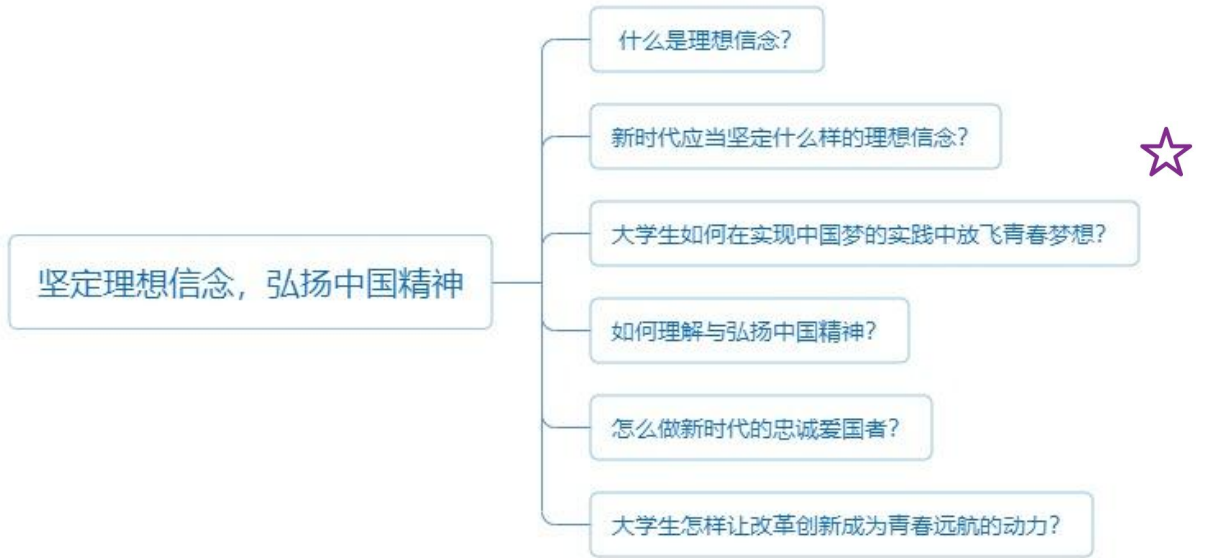 什么是理想信念?
新时代应当坚定什么样的理想信念?
大学生如何在实现中国梦的实践中放飞青春梦想?
坚定理想信念，弘扬中国精神
如何理解与弘扬中国精神?
怎么做新时代的忠诚爱国者?
大学生怎样让改革创新成为青春远航的动力?